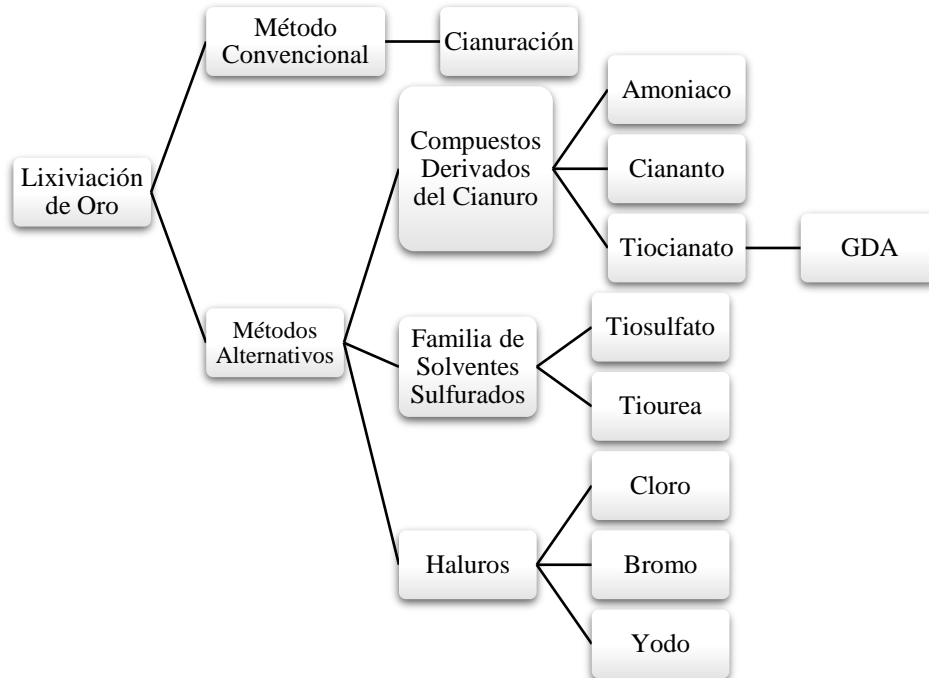 Método
Convencional
Cianuración
Amoniaco
Compuestos
Derivados
del Cianuro
Ciananto
Lixiviación
de Oro
Tiocianato
GDA
Métodos
Alternativos
Familia de
Solventes
Sulfurados
Tiosulfato
Tiourea
Cloro
Haluros
Bromo
Yodo